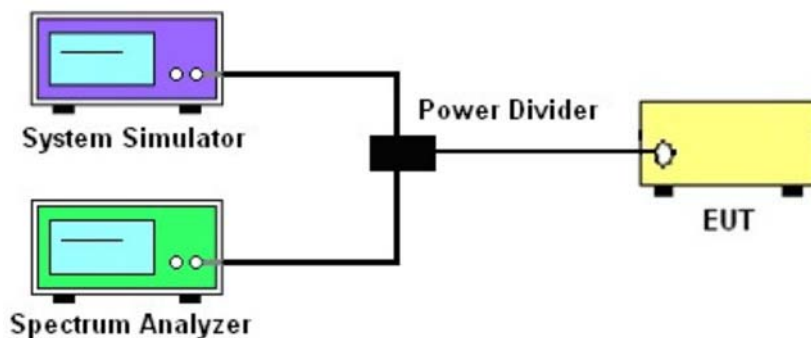 System Simulator
Power Divider
EUT
Spectrum Analyzer